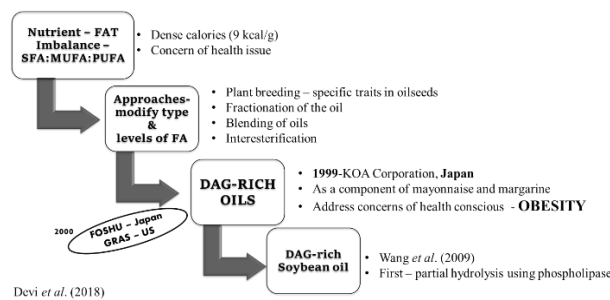 Nutrient – FAT
Imbalance –
SFA:MUFA:PUFA
• Dense calories (9 kcal/g)
• Concern of health issue
Approaches-
modify type
&
levels of FA
• Plant breeding – specific traits in oilseeds
• Fractionation of the oil
• Blending of oils
• Interesterification
DAG-RICH
OILS
• 1999-KOA Corporation, Japan
• As a component of mayonnaise and margarine
• Address concerns of health conscious - OBESITY
2000
FOSHU – Japan
GRAS – US
DAG-rich
Soybean oil
• Wang et al. (2009)
• First – partial hydrolysis using phospholipase
Devi et al. (2018)